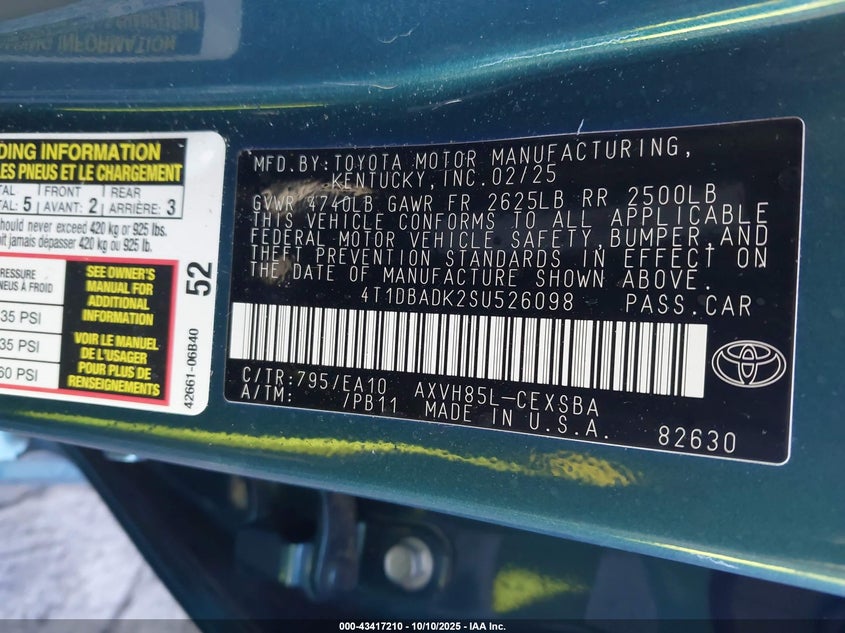 DING INFORMATION
LES PNEUS ET LE CHARGEMENT
TAL 5 FRONT 2 REAR 3
TAL: AVANT: ARRIÈRE:
hould never exceed 420 kg or 925 lbs.
it jamais dépasser 420 kg ou 925 lb.
RESSURE
NEUS À FROID
35 PSI
35 PSI
60 PSI
SEE OWNER'S
MANUAL FOR
ADDITIONAL
INFORMATION
VOIR LE MANUEL
DE L'USAGER
POUR PLUS DE
RENSEIGNEMENTS
52
42661-06B40
MFD.BY:TOYOTA MOTOR MANUFACTURING,
KENTUCKY,INC.02/25
GVWR 4740LB GAWR FR 2625LB RR 2500LB
THIS VEHICLE CONFORMS TO ALL APPLICABLE
FEDERAL MOTOR VEHICLE SAFETY,BUMPER,AND
THEFT PREVENTION STANDARDS IN EFFECT ON
THE DATE OF MANUFACTURE SHOWN ABOVE.
4T1DBADK2SU526098 PASS.CAR
C/TR:795/EA10 AXVH85L-CEXSBA
A/TM: /PB11 MADE IN U.S.A.
82630
000-43417210 - 10/10/2025 - IAA Inc.